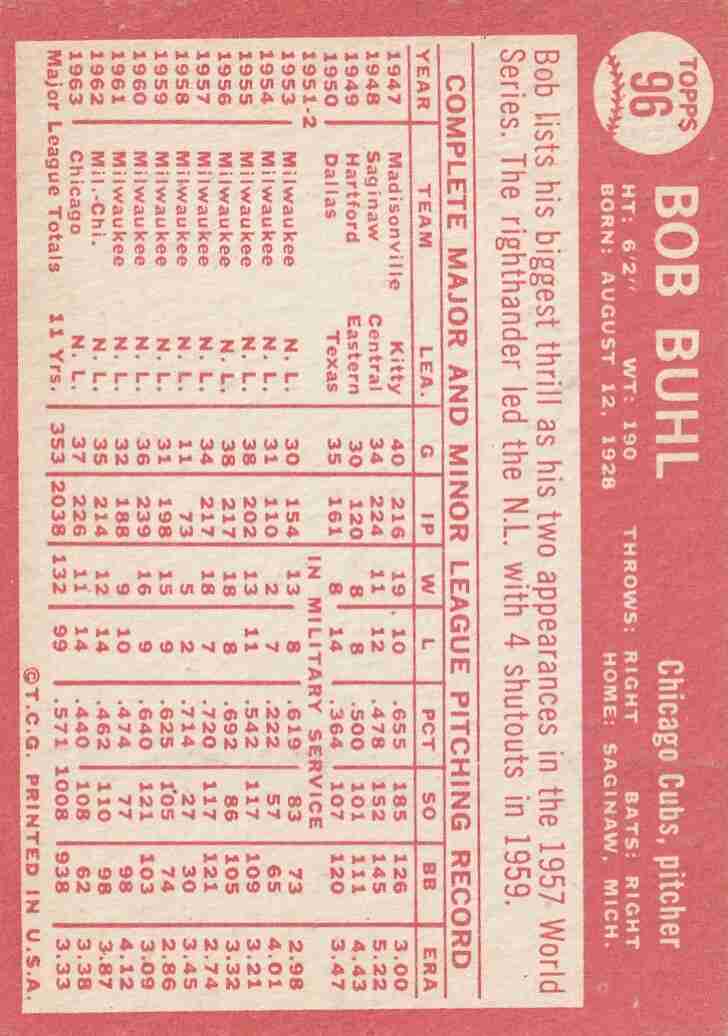 TOPPS
96
BOB BUHL
Chicago Cubs, pitcher
HT: 6'2" WT: 190 THROWS: RIGHT BATS: RIGHT
BORN: AUGUST 12, 1928 HOME: SAGINAW, MICH.
Bob lists his biggest thrill as his two appearances in the 1957 World
Series. The righthander led the N.L. with 4 shutouts in 1959.
COMPLETE MAJOR AND MINOR LEAGUE PITCHING RECORD
YEAR TEAM LEA. G IP W L PCT SO BB ERA
1947 Madisonville Kitty 40 216 19 10 .655 185 126 3.00
1948 Saginaw Central 34 224 11 12 .478 152 145 5.22
1949 Hartford Eastern 30 120 8 8 .500 101 111 4.43
1950 Dallas Texas 35 161 8 14 .364 107 120 3.47
1951-2 IN MILITARY SERVICE
1953 Milwaukee N. L. 30 154 13 8 .619 83 73 2.98
1954 Milwaukee N. L. 31 110 2 7 .222 57 65 4.01
1955 Milwaukee N. L. 38 202 13 11 .542 117 109 3.21
1956 Milwaukee N. L. 38 217 18 8 .692 86 105 3.32
1957 Milwaukee N. L. 34 217 18 7 .720 117 121 2.74
1958 Milwaukee N. L. 11 73 5 2 .714 27 30 3.45
1959 Milwaukee N. L. 31 198 15 9 .625 105 74 2.86
1960 Milwaukee N. L. 36 239 16 9 .640 121 103 3.09
1961 Milwaukee N. L. 32 188 9 10 .474 77 98 4.12
1962 Mil.-Chi. N. L. 35 214 12 14 .462 110 98 3.87
1963 Chicago N. L. 37 226 11 14 .440 108 62 3.38
Major League Totals 11 Yrs. 353 2038 132 99 .571 1008 938 3.33
©T.C.G. PRINTED IN U.S.A.